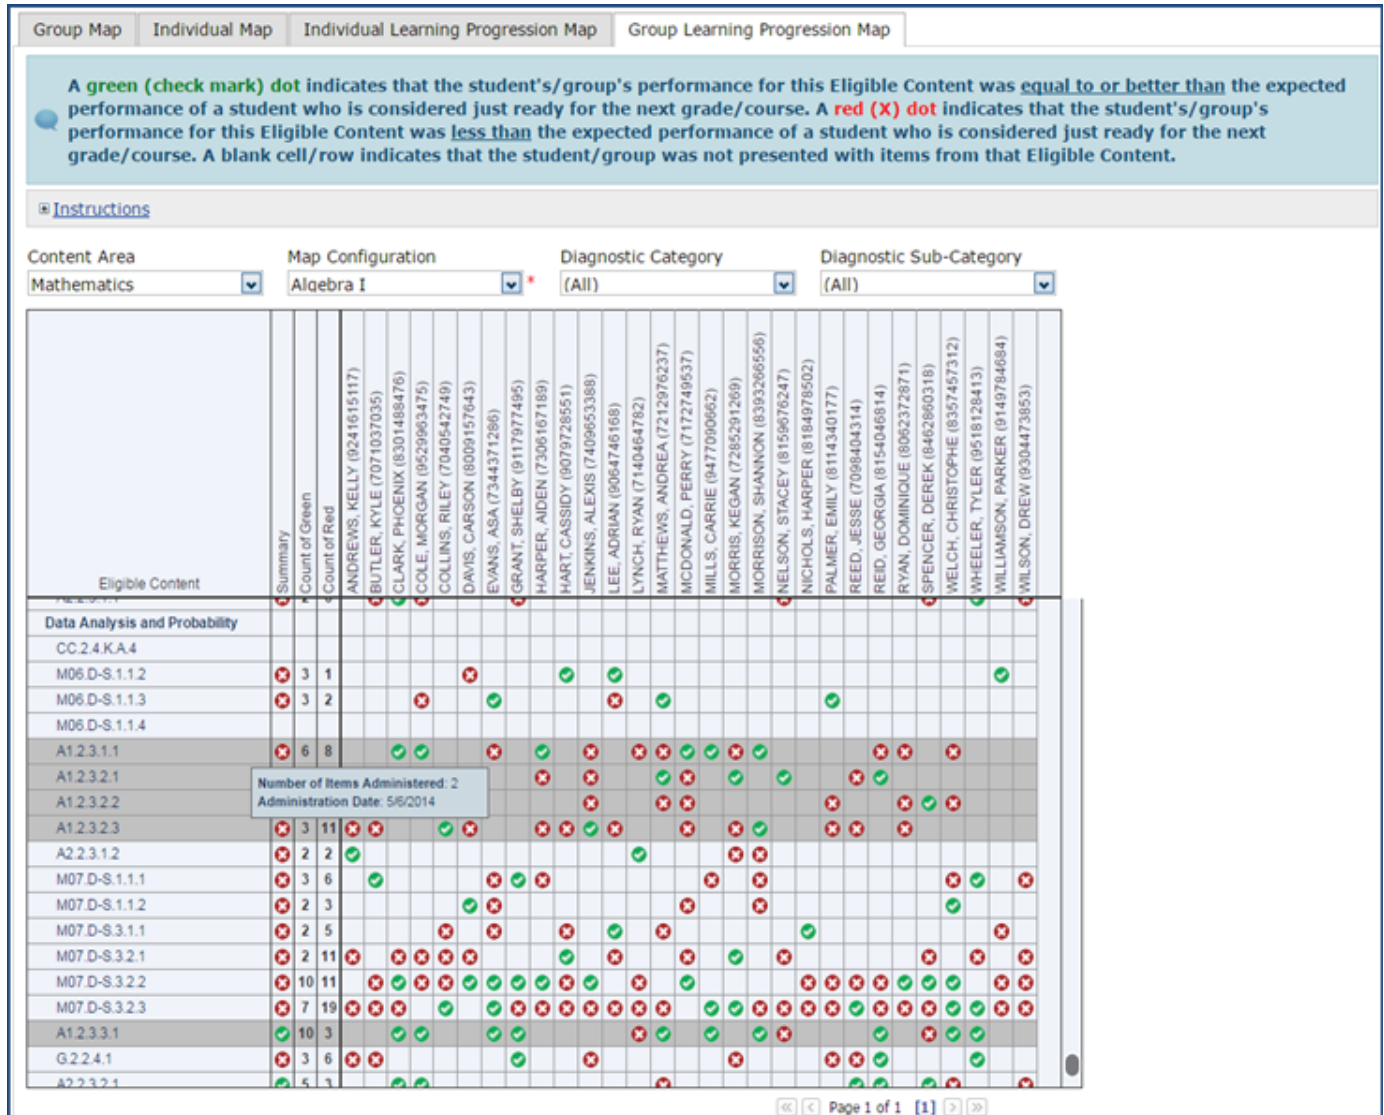 Group Map Individual Map Individual Learning Progression Map Group Learning Progression Map
A green (check mark) dot indicates that the student's/group's performance for this Eligible Content was equal to or better than the expected
performance of a student who is considered just ready for the next grade/course. A red (X) dot indicates that the student's/group's
performance for this Eligible Content was less than the expected performance of a student who is considered just ready for the next
grade/course. A blank cell/row indicates that the student/group was not presented with items from that Eligible Content.
Instructions
Content Area Map Configuration Diagnostic Category Diagnostic Sub-Category
Mathematics Algebra I * (All) (All)
Eligible Content
Summary
Count of Green
Count of Red
ANDREWS, KELLY (9241615117)
BUTLER, KYLE (7071037035)
CLARK, PHOENIX (8301488476)
COLE, MORGAN (9529963475)
COLLINS, RILEY (7040542749)
DAVIS, CARSON (8009157643)
EVANS, ASA (7344371286)
GRANT, SHELBY (9117977495)
HARPER, AIDEN (7306167189)
HART, CASSIDY (9079728551)
JENKINS, ALEXIS (7409653388)
LEE, ADRIAN (9064746168)
LYNCH, RYAN (7140464782)
MATTHEWS, ANDREA (7212976237)
MCDONALD, PERRY (7172749537)
MILLS, CARRIE (9477090662)
MORRIS, KEGAN (7285291269)
MORRISON, SHANNON (8393266556)
NELSON, STACEY (8159676247)
NICHOLS, HARPER (8184978502)
PALMER, EMILY (8114340177)
REED, JESSE (7098404314)
REID, GEORGIA (8154046814)
RYAN, DOMINIQUE (8062372871)
SPENCER, DEREK (8462860318)
WELCH, CHRISTOPHE (8357457312)
WHEELER, TYLER (9518128413)
WILLIAMSON, PARKER (9149784684)
WILSON, DREW (9304473853)
Data Analysis and Probability
CC.2.4.K.A.4
M06.D-S.1.1.2 3 1
M06.D-S.1.1.3 3 2
M06.D-S.1.1.4
A1.2.3.1.1 6 8
A1.2.3.2.1
Number of Items Administered: 2
Administration Date: 5/6/2014
A1.2.3.2.2
A1.2.3.2.3 3 11
A2.2.3.1.2 2 2
M07.D-S.1.1.1 3 6
M07.D-S.1.1.2 2 3
M07.D-S.3.1.1 2 5
M07.D-S.3.2.1 2 11
M07.D-S.3.2.2 10 11
M07.D-S.3.2.3 7 19
A1.2.3.3.1 10 3
G.2.2.4.1 3 6
A2.2.3.2.1 5 3
Page 1 of 1 [1]